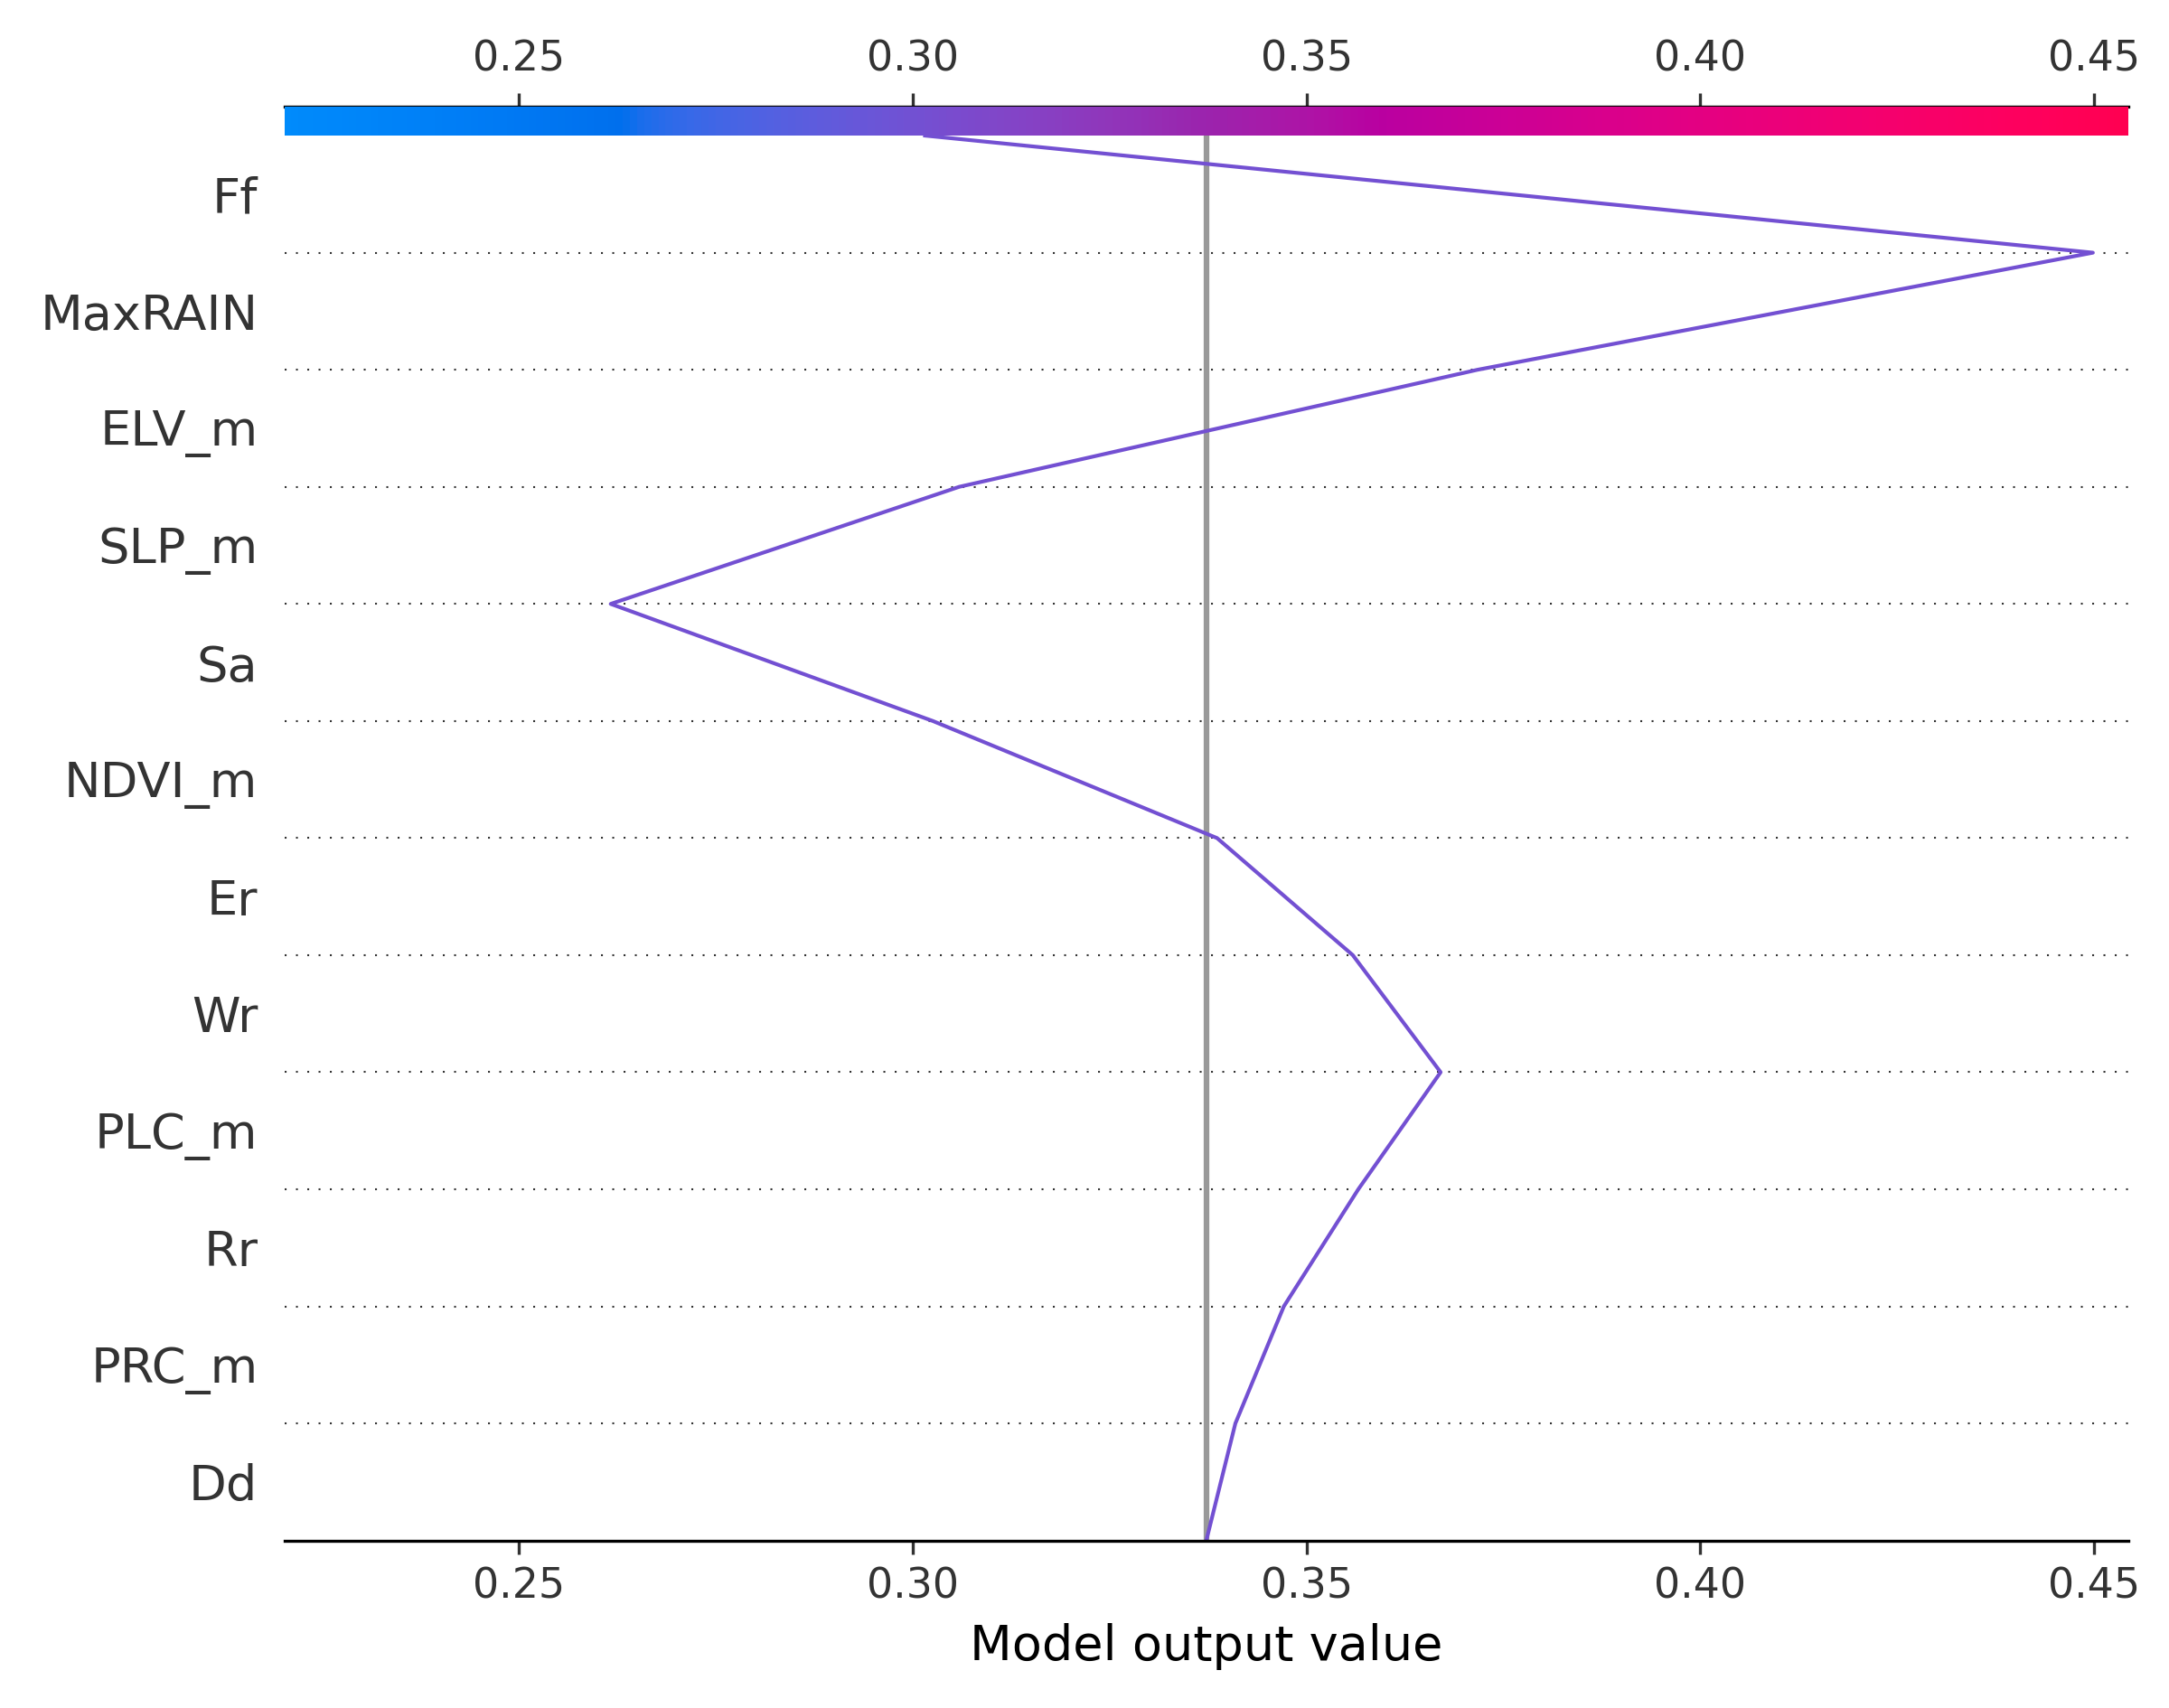 0.25 0.30 0.35 0.40 0.45
Ff
MaxRAIN
ELV_m
SLP_m
Sa
NDVI_m
Er
Wr
PLC_m
Rr
PRC_m
Dd
0.25 0.30 0.35 0.40 0.45
Model output value